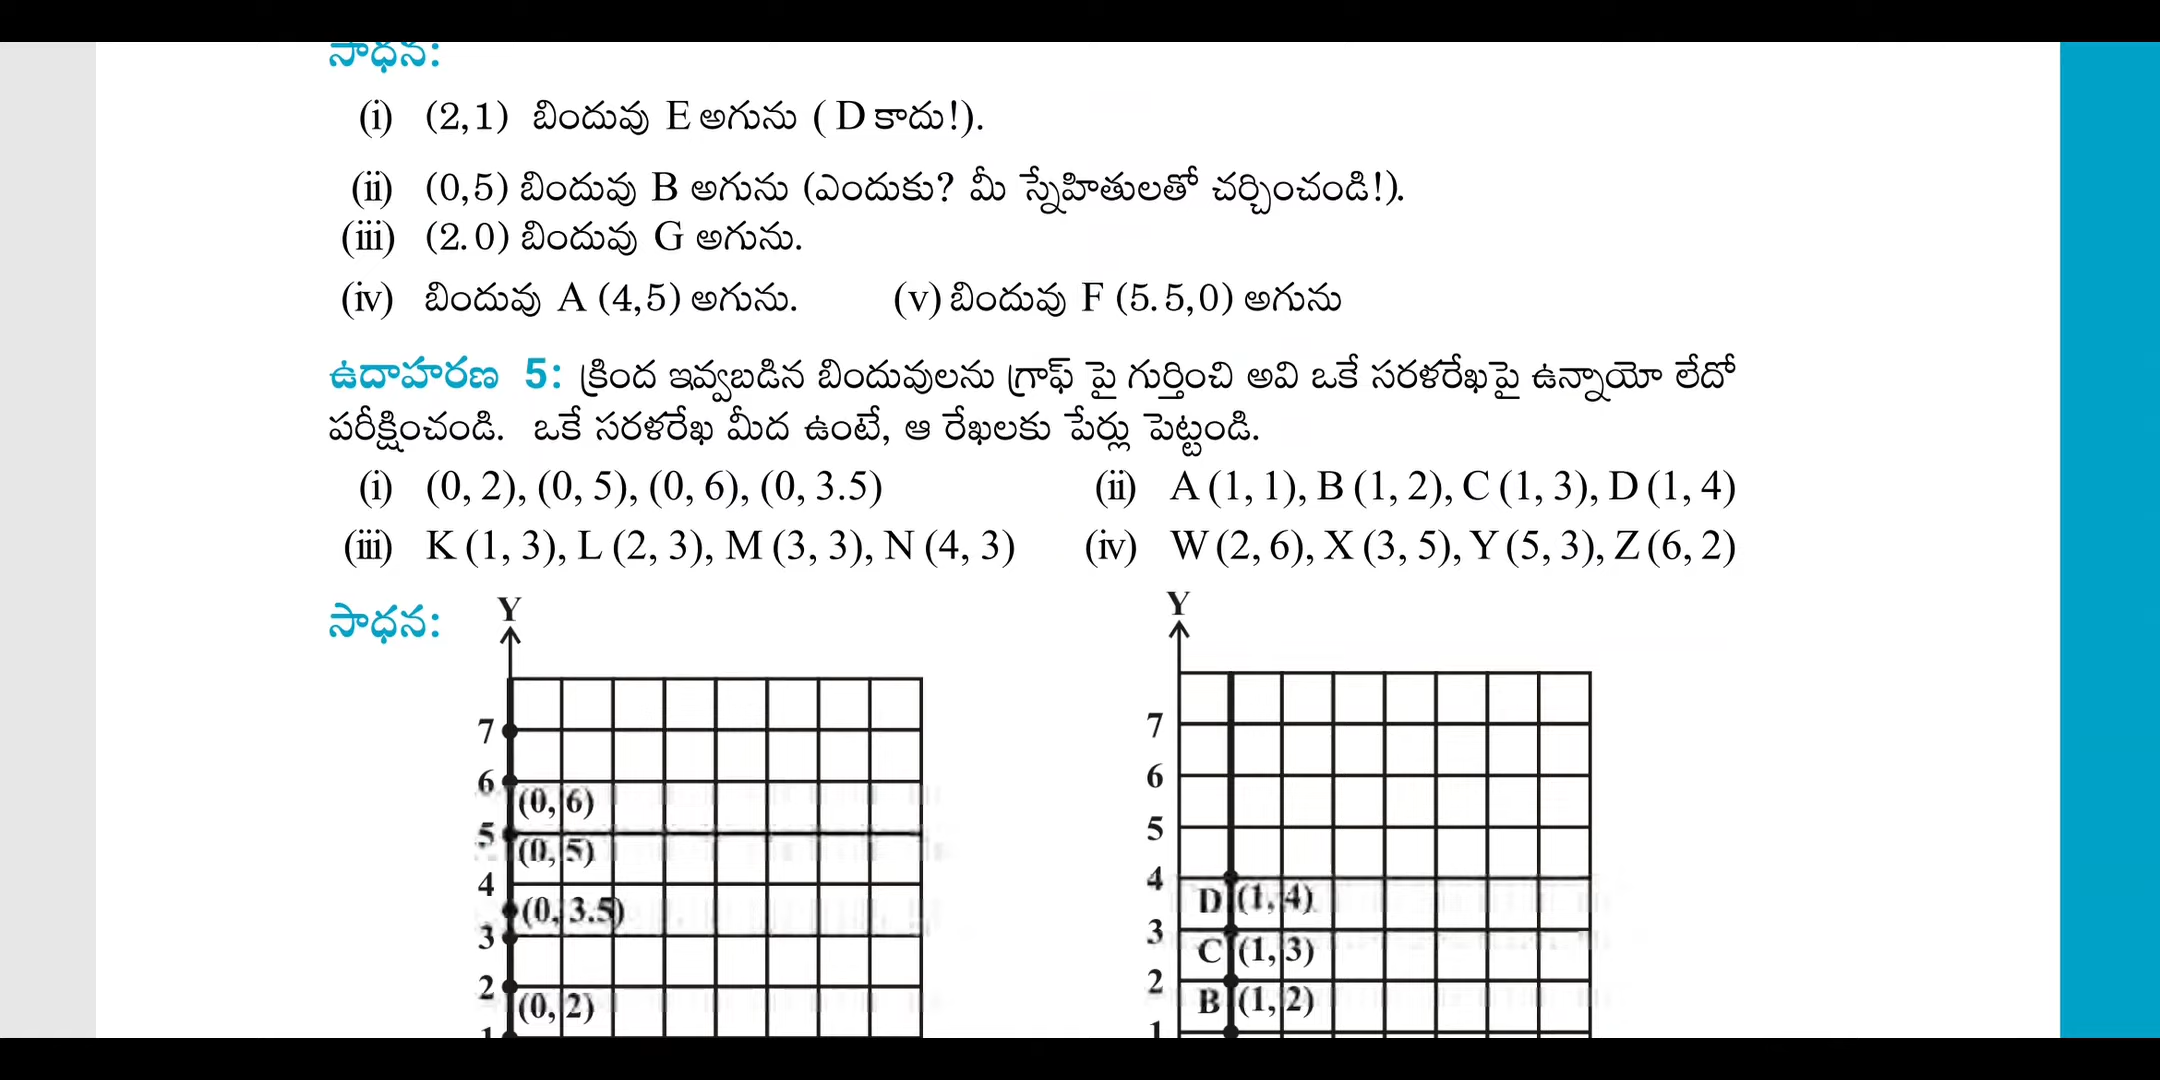 సాధన:
(i) (2,1) బిందువు E అగును ( D కాదు!).
(ii) (0,5) బిందువు B అగును (ఎందుకు? మీ స్నేహితులతో చర్చించండి!).
(iii) (2.0) బిందువు G అగును.
(iv) బిందువు A (4,5) అగును. (v) బిందువు F (5.5,0) అగును
ఉదాహరణ 5: క్రింద ఇవ్వబడిన బిందువులను గ్రాఫ్ పై గుర్తించి అవి ఒకే సరళరేఖపై ఉన్నాయో లేదో
పరీక్షించండి. ఒకే సరళరేఖ మీద ఉంటే, ఆ రేఖలకు పేర్లు పెట్టండి.
(i) (0, 2), (0, 5), (0, 6), (0, 3.5) (ii) A (1, 1), B (1, 2), C (1, 3), D (1, 4)
(iii) K (1, 3), L (2, 3), M (3, 3), N (4, 3) (iv) W (2, 6), X (3, 5), Y (5, 3), Z (6, 2)
సాధన:
Y
7
6
(0, 6)
5
(0, 5)
4
(0, 3.5)
3
2
(0, 2)
1
Y
7
6
5
4
D (1, 4)
3
C (1, 3)
2
B (1, 2)
1